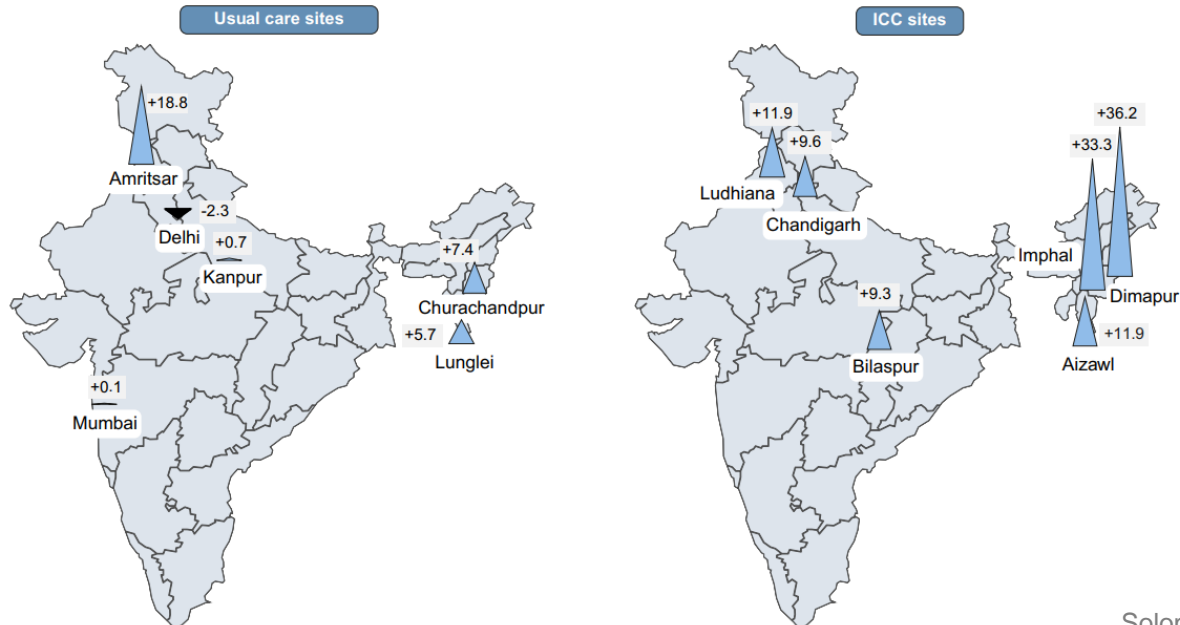 Usual care sites
+18.8
Amritsar
-2.3
Delhi
+0.7
Kanpur
+7.4
Churachandpur
+5.7
Lunglei
+0.1
Mumbai
ICC sites
+11.9
Ludhiana
+9.6
Chandigarh
+36.2
+33.3
Imphal
Dimapur
+9.3
Bilaspur
+11.9
Aizawl